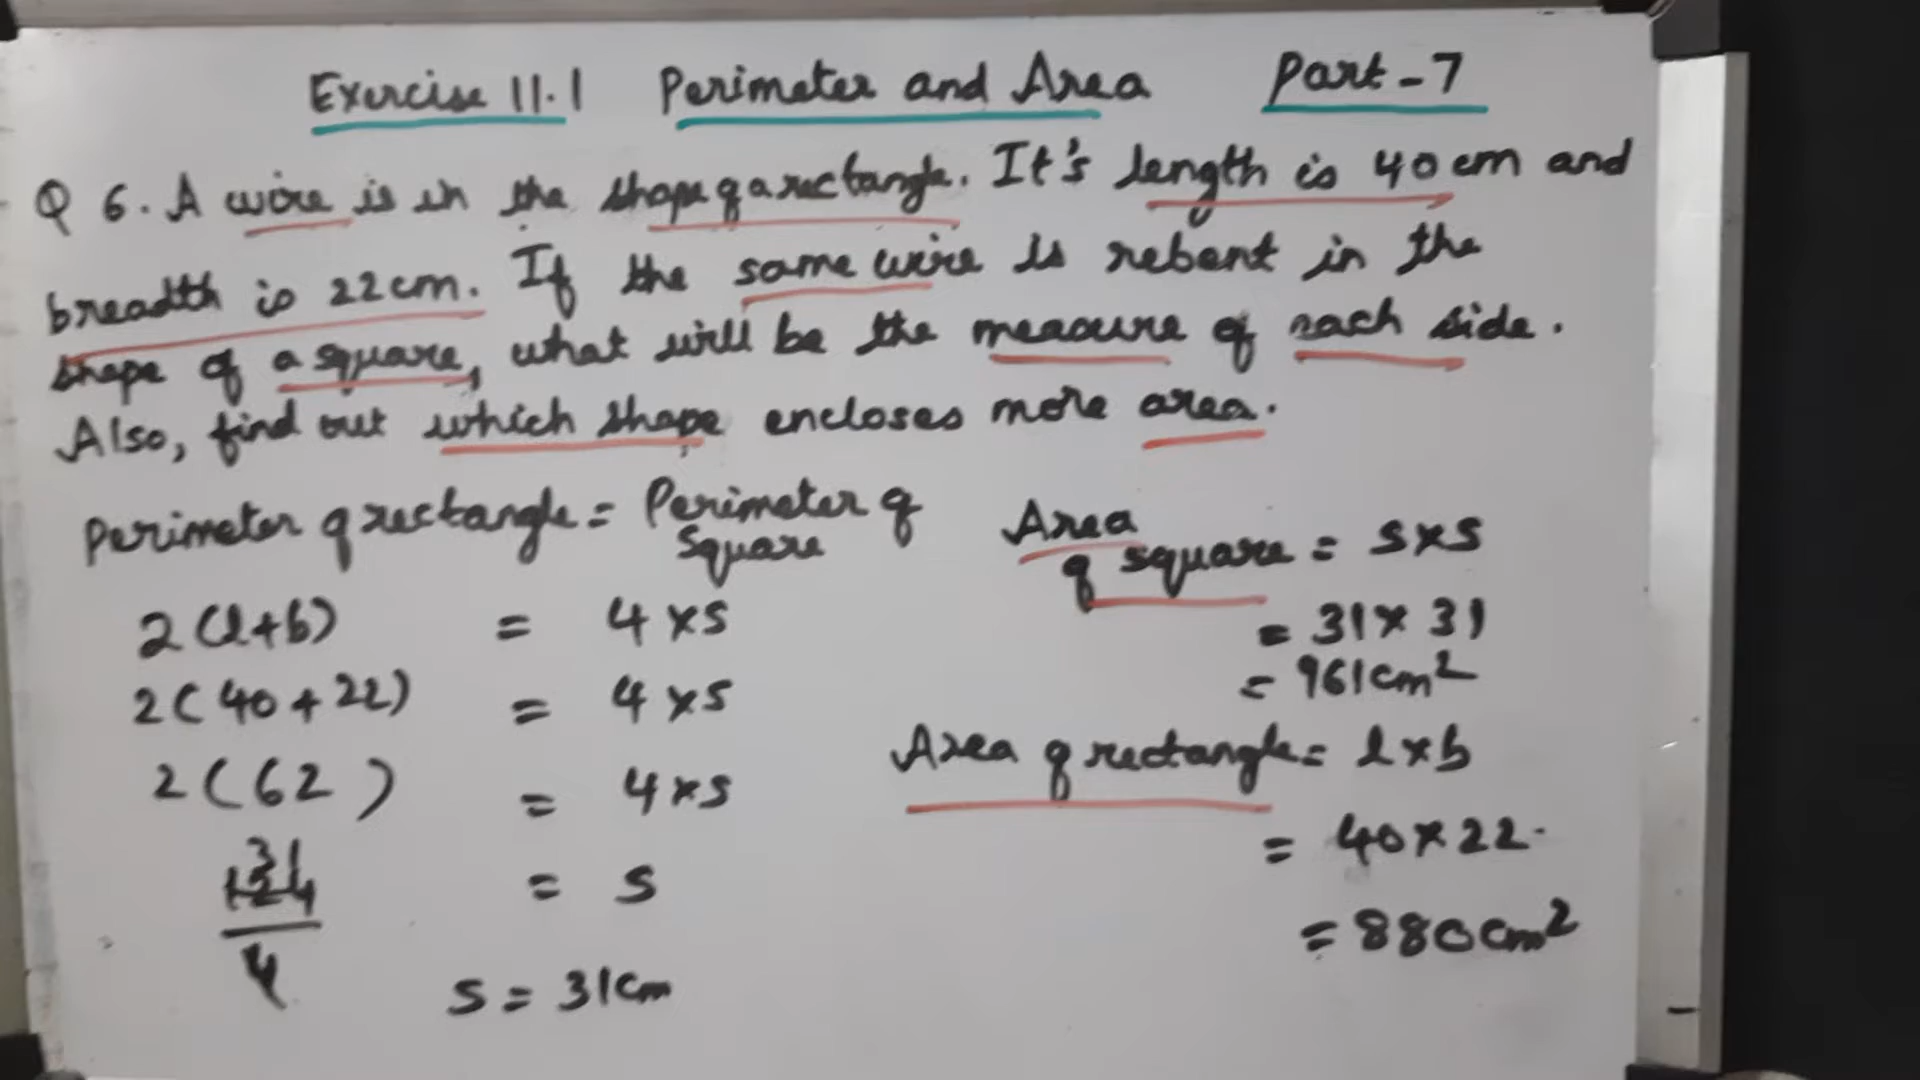 Exercise 11.1 Perimeter and Area Part-7
Q 6. A wire is in the shape of a rectangle. It's length is 40 cm and
breadth is 22cm. If the same wire is rebent in the
shape of a square, what will be the measure of each side.
Also, find out which shape encloses more area.
Perimeter of rectangle = Perimeter of
Square
2(l+b) = 4×s
2(40+22) = 4×s
2(62) = 4×s
31
124
4
= s
s = 31cm
Area
of square = s×s
= 31×31
= 961cm²
Area of rectangle = l×b
= 40×22
= 880cm²